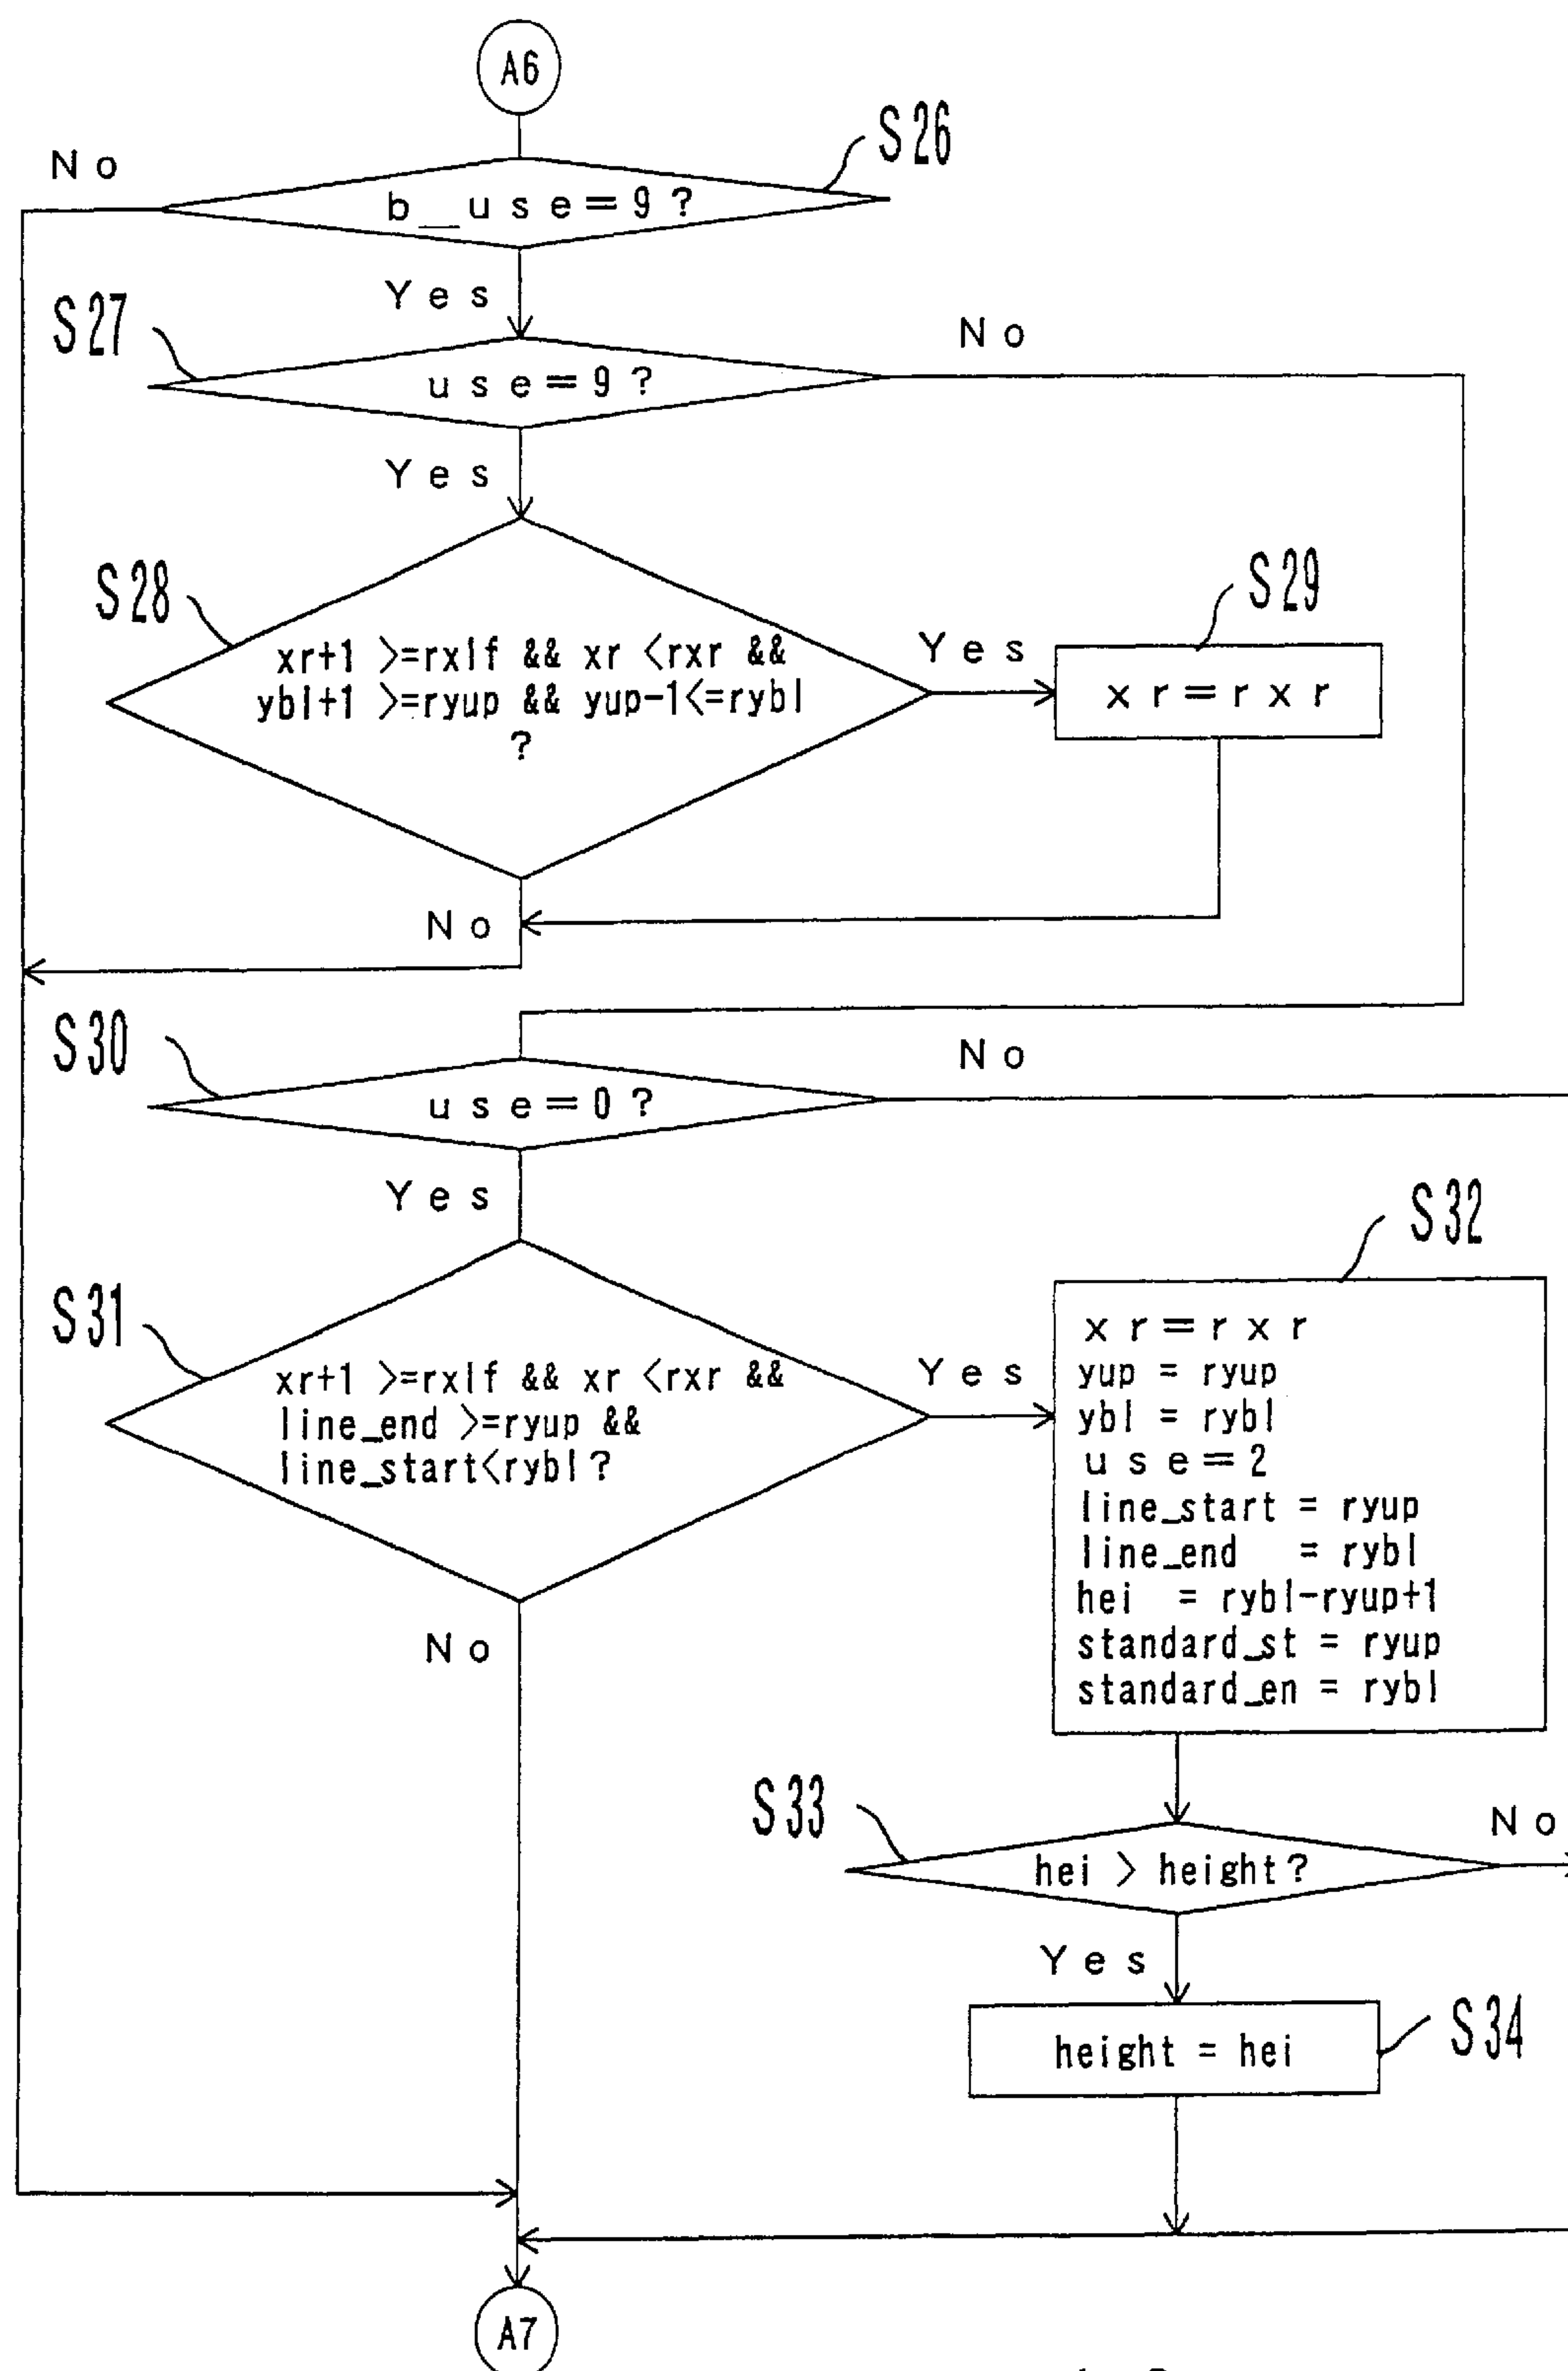 A6
S26
No
b__use=9?
Yes
S27
No
use=9?
Yes
S28
S29
xr+1 >=rxlf && xr <rxr &&
ybl+1 >=ryup && yup-1<=rybl
?
Yes
xr=rxr
No
S30
No
use=0?
Yes
S32
S31
xr+1 >=rxlf && xr <rxr &&
line_end >=ryup &&
line_start<rybl?
Yes
xr=rxr
yup = ryup
ybl = rybl
use=2
line_start = ryup
line_end = rybl
hei = rybl-ryup+1
standard_st = ryup
standard_en = rybl
No
S33
No
hei > height?
Yes
height = hei
S34
A7